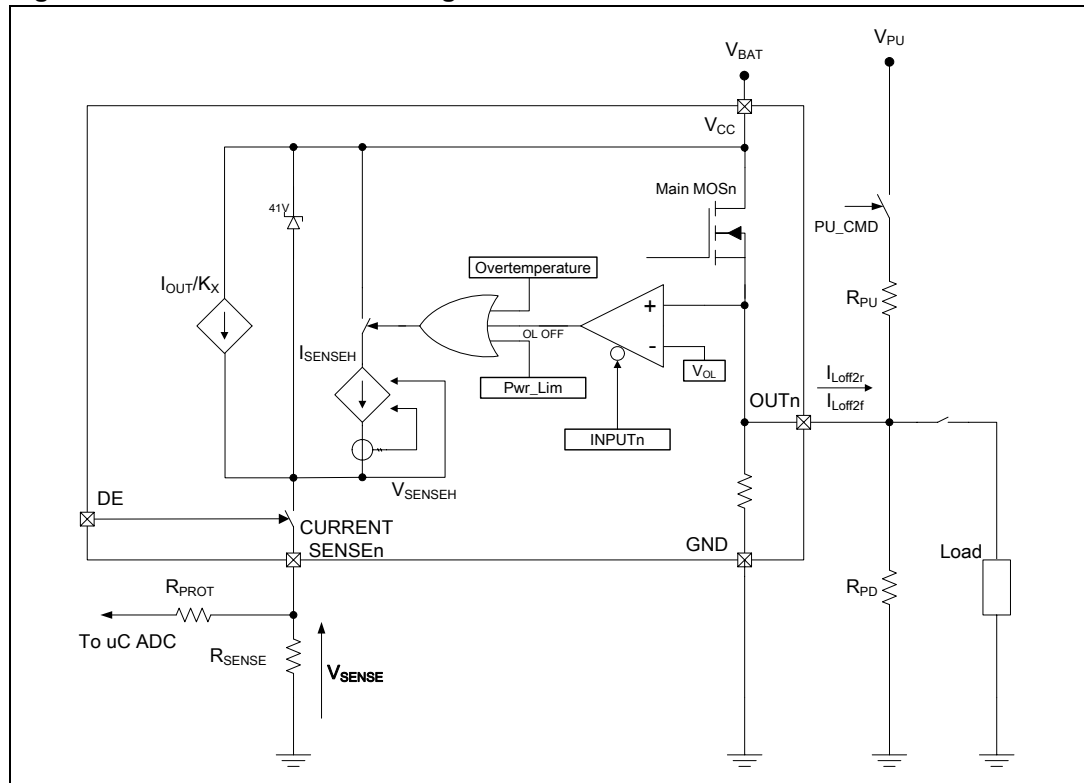 V_BAT
V_PU
V_CC
Main MOSn
41V
PU_CMD
Overtemperature
I_OUT/K_X
R_PU
+
OL OFF
-
I_SENSEH
V_OL
Pwr_Lim
I_Loff2r
I_Loff2f
OUTn
INPUTn
V_SENSEH
DE
CURRENT
SENSEn
GND
Load
R_PROT
R_PD
To uC ADC
R_SENSE
V_SENSE